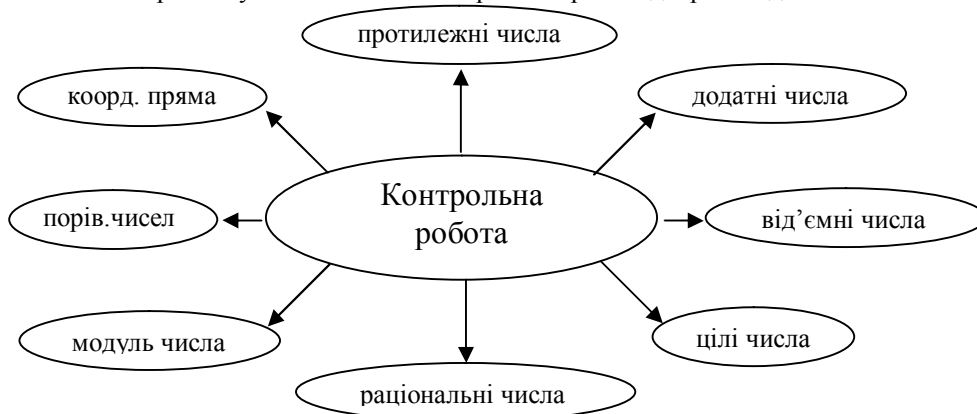 протилежні числа
коорд. пряма
додатні числа
Контрольна
робота
порів.чисел
від’ємні числа
модуль числа
цілі числа
раціональні числа